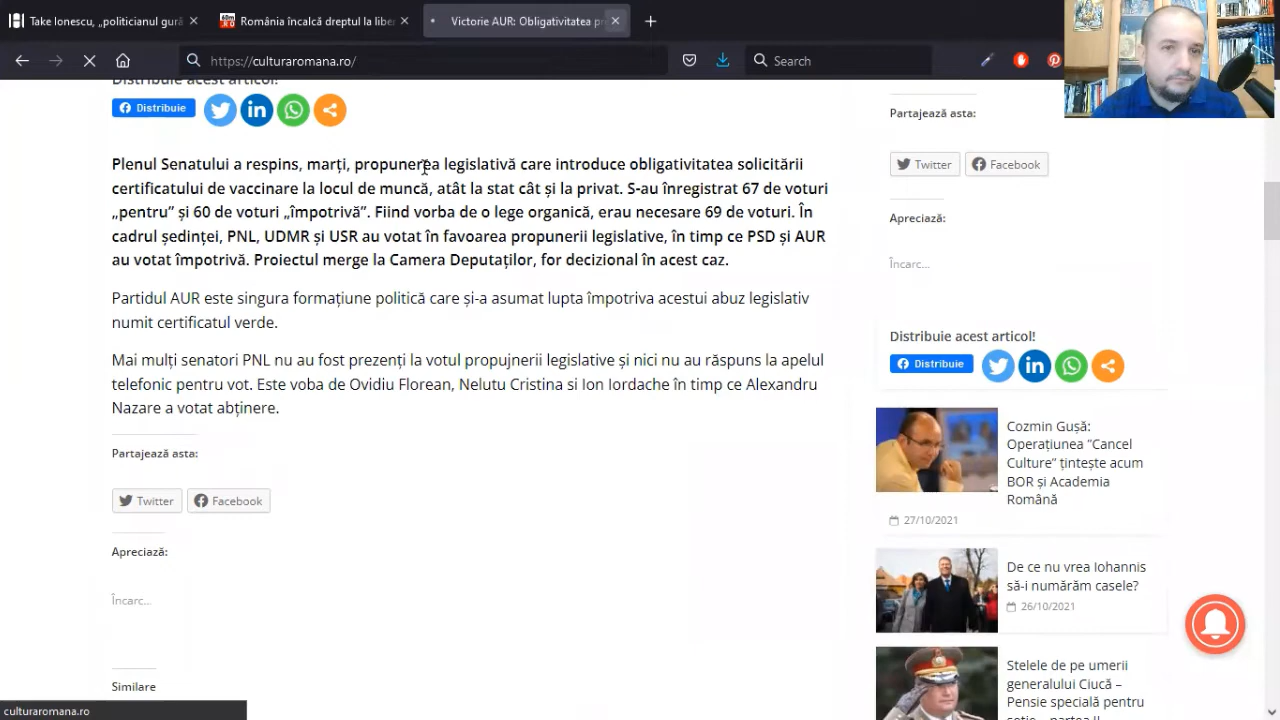 Take Ionescu, „politicianul gură
România încalcă dreptul la liber
Victorie AUR: Obligativitatea pr
https://culturaromana.ro/
Search
Distribuie acest articol!
Distribuie
Plenul Senatului a respins, marți, propunerea legislativă care introduce obligativitatea solicitării
certificatului de vaccinare la locul de muncă, atât la stat cât și la privat. S-au înregistrat 67 de voturi
„pentru” și 60 de voturi „împotrivă”. Fiind vorba de o lege organică, erau necesare 69 de voturi. În
cadrul ședinței, PNL, UDMR și USR au votat în favoarea propunerii legislative, în timp ce PSD și AUR
au votat împotrivă. Proiectul merge la Camera Deputaților, for decizional în acest caz.
Partidul AUR este singura formațiune politică care și-a asumat lupta împotriva acestui abuz legislativ
numit certificatul verde.
Mai mulți senatori PNL nu au fost prezenți la votul propujnerii legislative și nici nu au răspuns la apelul
telefonic pentru vot. Este voba de Ovidiu Florean, Nelutu Cristina si Ion Iordache în timp ce Alexandru
Nazare a votat abținere.
Partajează asta:
Twitter
Facebook
Apreciază:
Încarc...
Similare
Partajează asta:
Twitter
Facebook
Apreciază:
Încarc...
Distribuie acest articol!
Distribuie
Cozmin Gușă:
Operațiunea ”Cancel
Culture” țintește acum
BOR și Academia
Română
27/10/2021
De ce nu vrea Iohannis
să-i numărăm casele?
26/10/2021
Stelele de pe umerii
generalului Ciucă –
Pensie specială pentru
culturaromana.ro